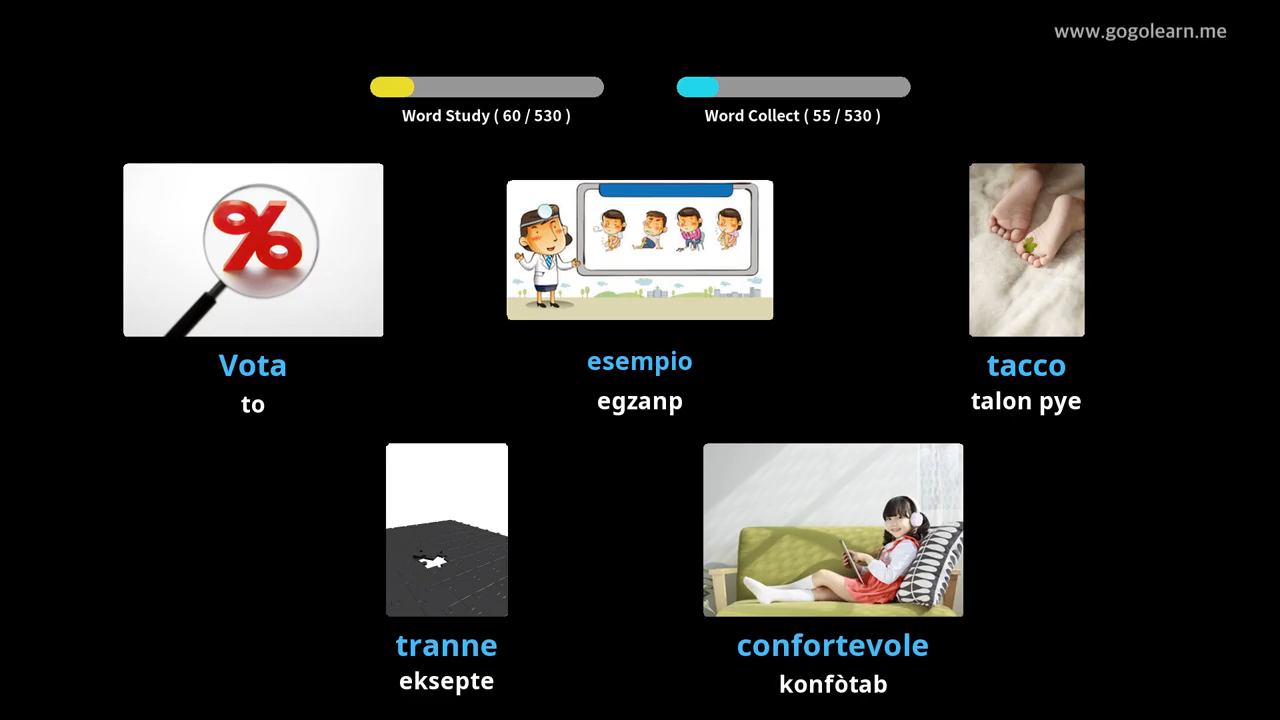 www.gogolearn.me
Word Study ( 60 / 530 )
Word Collect ( 55 / 530 )
Vota
to
esempio
egzanp
tacco
talon pye
tranne
eksepte
confortevole
konfòtab